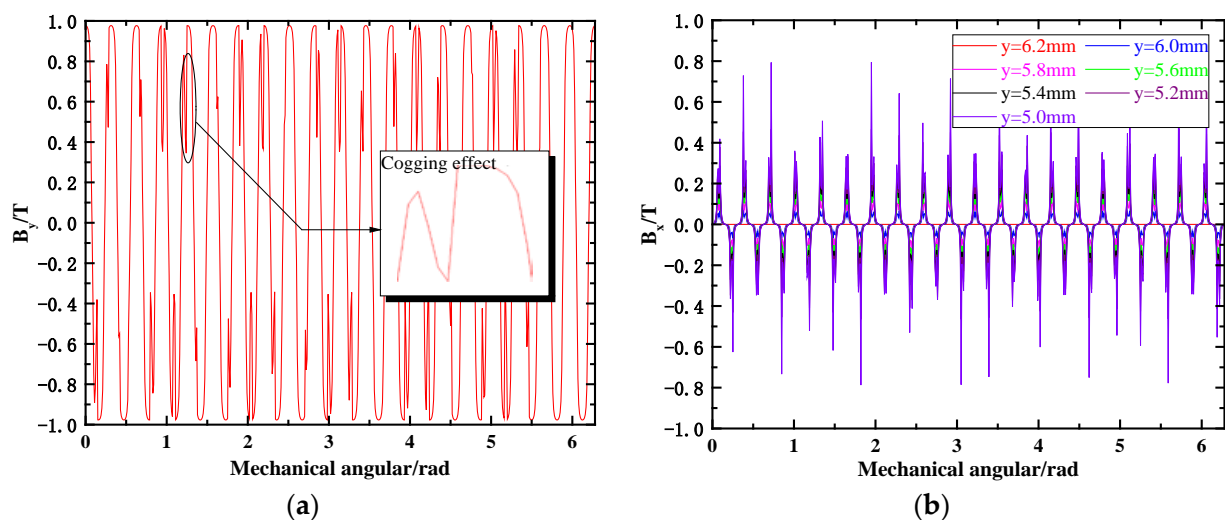 1.0
0.8
0.6
0.4
0.2
0.0
-0.2
-0.4
-0.6
-0.8
-1.0
B_y/T
Cogging effect
0 1 2 3 4 5 6
Mechanical angular/rad
(a)
1.0
0.8
0.6
0.4
0.2
0.0
-0.2
-0.4
-0.6
-0.8
-1.0
B_x/T
y=6.2mm y=6.0mm
y=5.8mm y=5.6mm
y=5.4mm y=5.2mm
y=5.0mm
0 1 2 3 4 5 6
Mechanical angular/rad
(b)